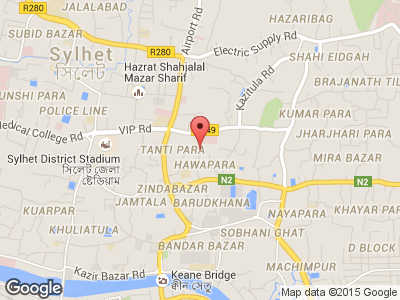 JALALABAD
HAZARIBAG
R280
SUBID BAZAR
Airport Rd
Sylhet
সিলেট
R280
Electric Supply Rd
SHAHI EIDGAH
Hazrat Shahjalal
Mazar Sharif
Kazitula Rd
BRAJANATH TIL
UNSHI PARA
POLICE LINE
KUMAR PARA
Medical College Rd
VIP Rd
49
JHARJHARI PARA
Sylhet District Stadium
সিলেট জেলা
ষ্টেডিয়াম
TANTI PARA
HAWAPARA
MIRA BAZAR
ZINDABAZAR
N2
N2
KUARPAR
JAMTALA
BARUDKHANA
NAYAPARA
KHAYAR PA
KHULIATULA
SOBHANI GHAT
BANDAR BAZAR
D BLOCK
Kazir Bazar Rd
Keane Bridge
ক্বীন সেতু
MACHIMPUR
Google
Map data ©2015 Google